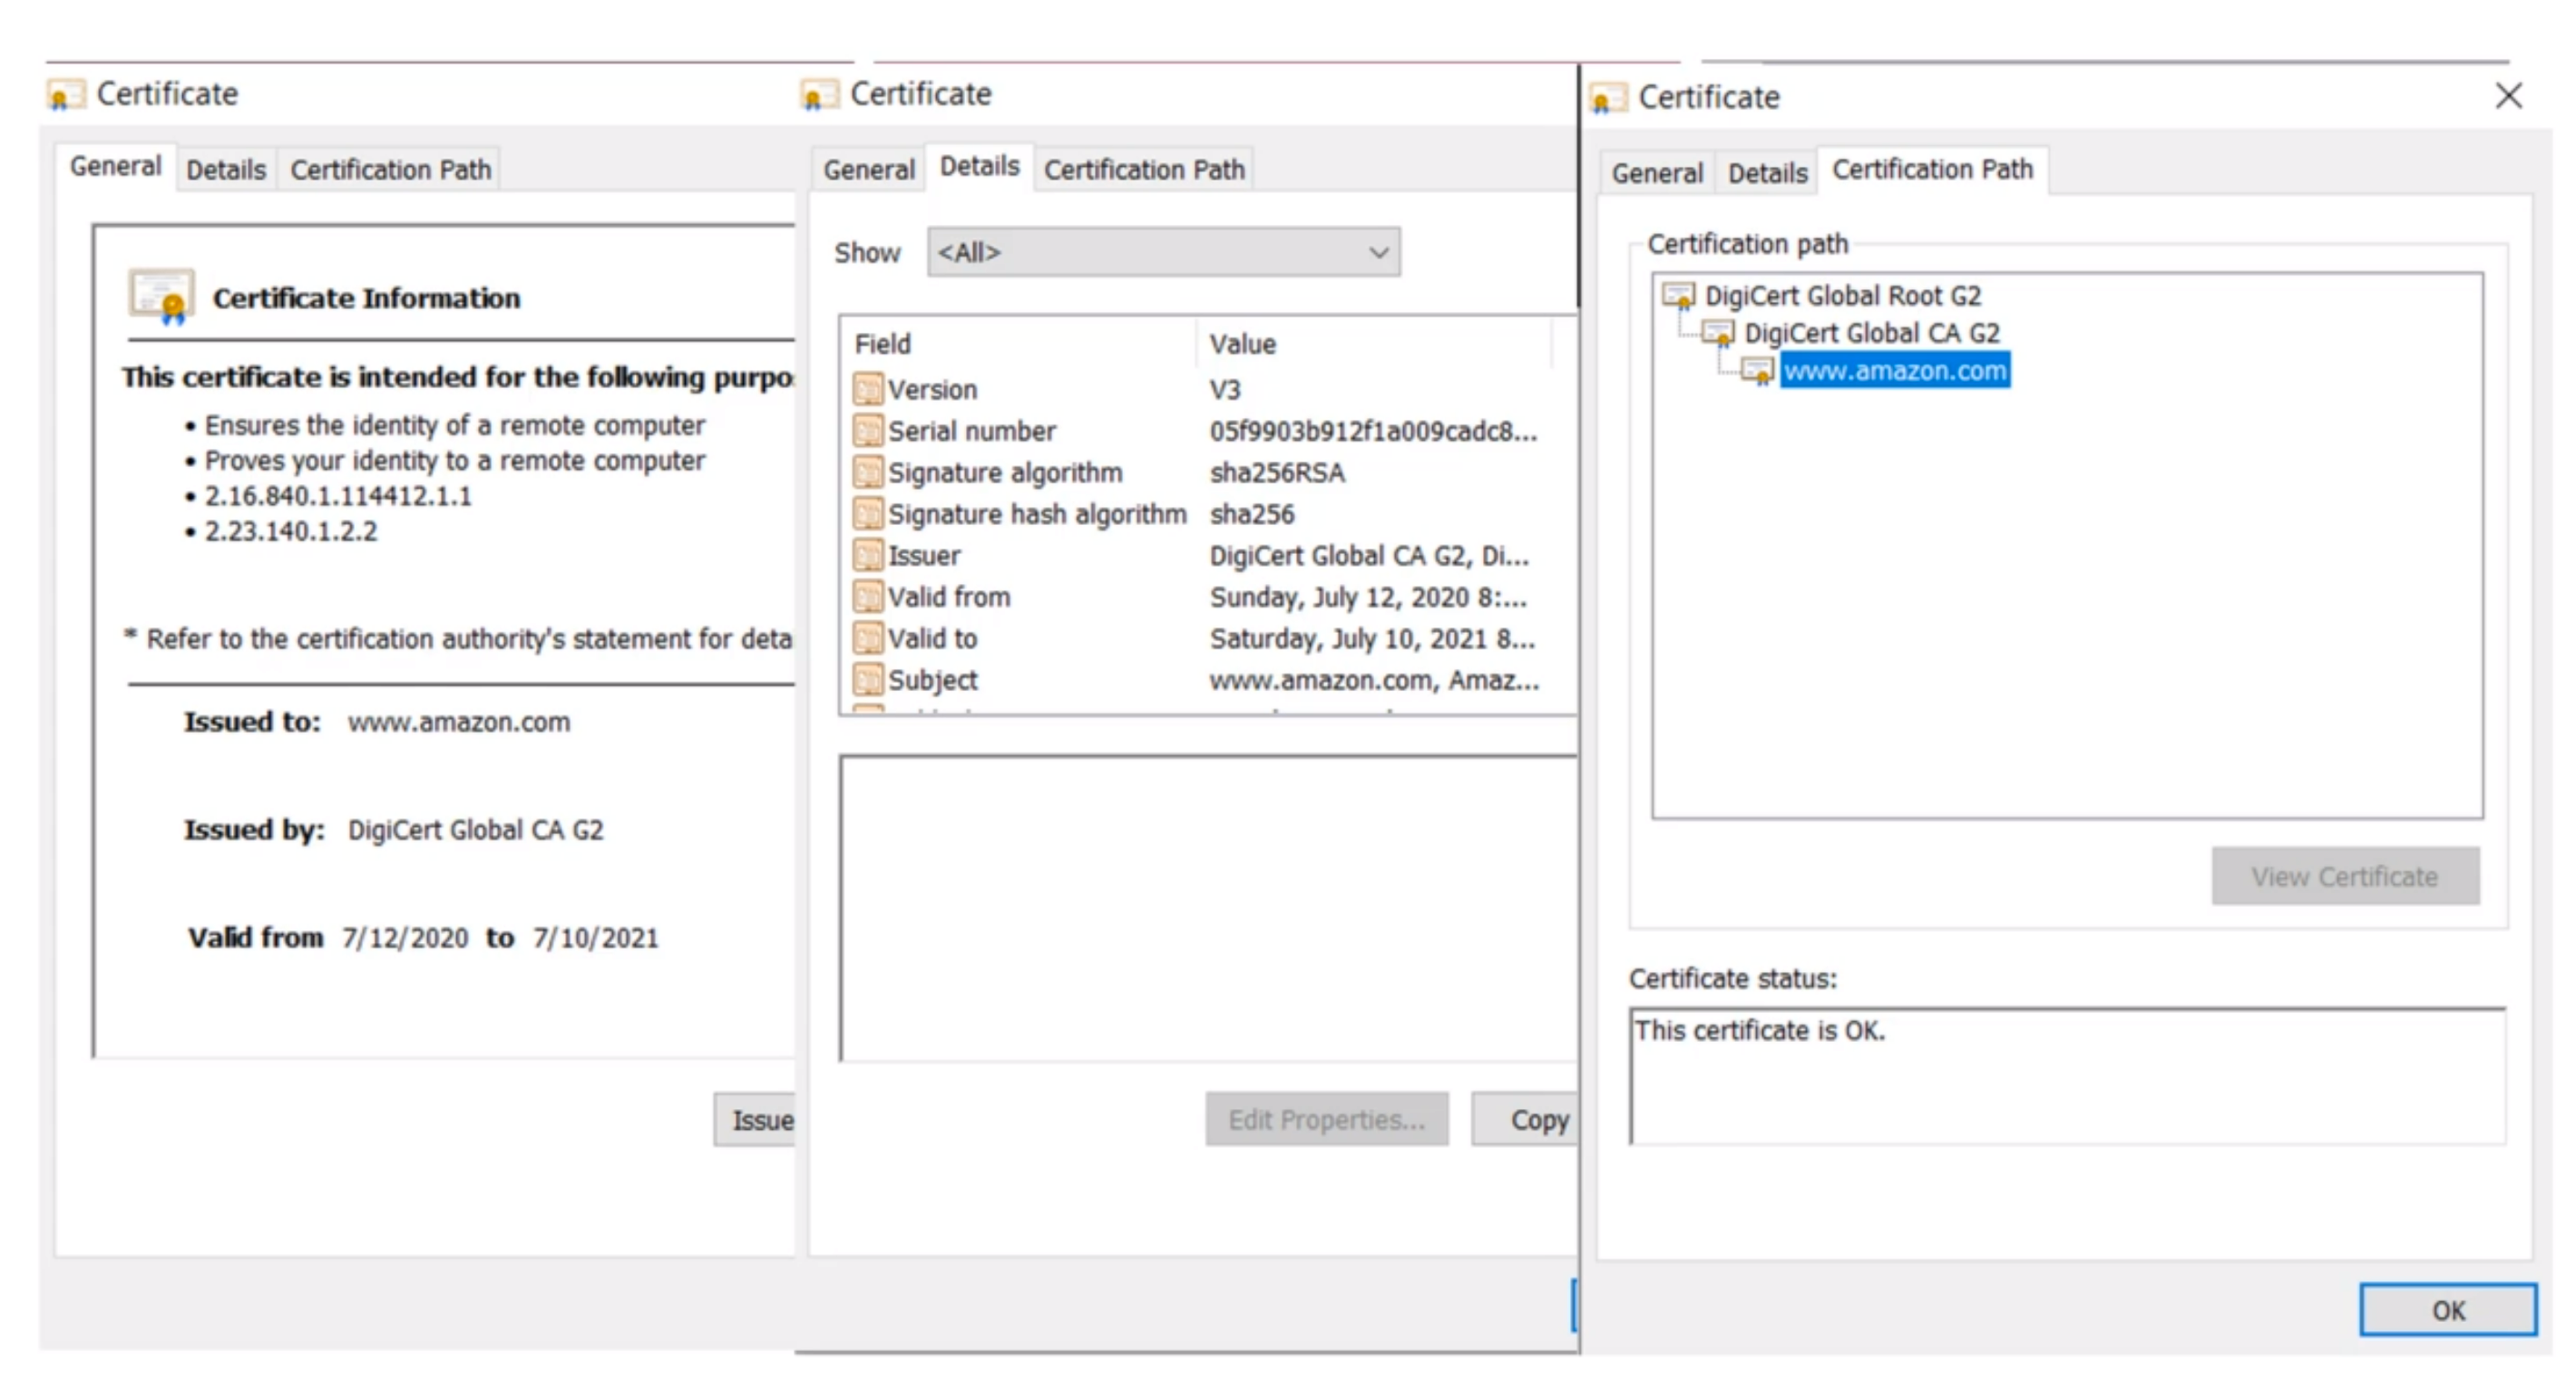 Certificate
General Details Certification Path
Certificate Information
This certificate is intended for the following
• Ensures the identity of a remote computer
• Proves your identity to a remote computer
• 2.16.840.1.114412.1.1
• 2.23.140.1.2.2
* Refer to the certification authority's statement for
Issued to: www.amazon.com
Issued by: DigiCert Global CA G2
Valid from 7/12/2020 to 7/10/2021
Certificate
General Details Certification Path
Show <All>
Field Value
Version V3
Serial number 05f9903b912f1a009cadc8...
Signature algorithm sha256RSA
Signature hash algorithm sha256
Issuer DigiCert Global CA G2, Di...
Valid from Sunday, July 12, 2020 8:...
Valid to Saturday, July 10, 2021 8...
Subject www.amazon.com, Amaz...
Edit Properties... Copy
Certificate
General Details Certification Path
Certification path
DigiCert Global Root G2
DigiCert Global CA G2
www.amazon.com
View Certificate
Certificate status:
This certificate is OK.
OK